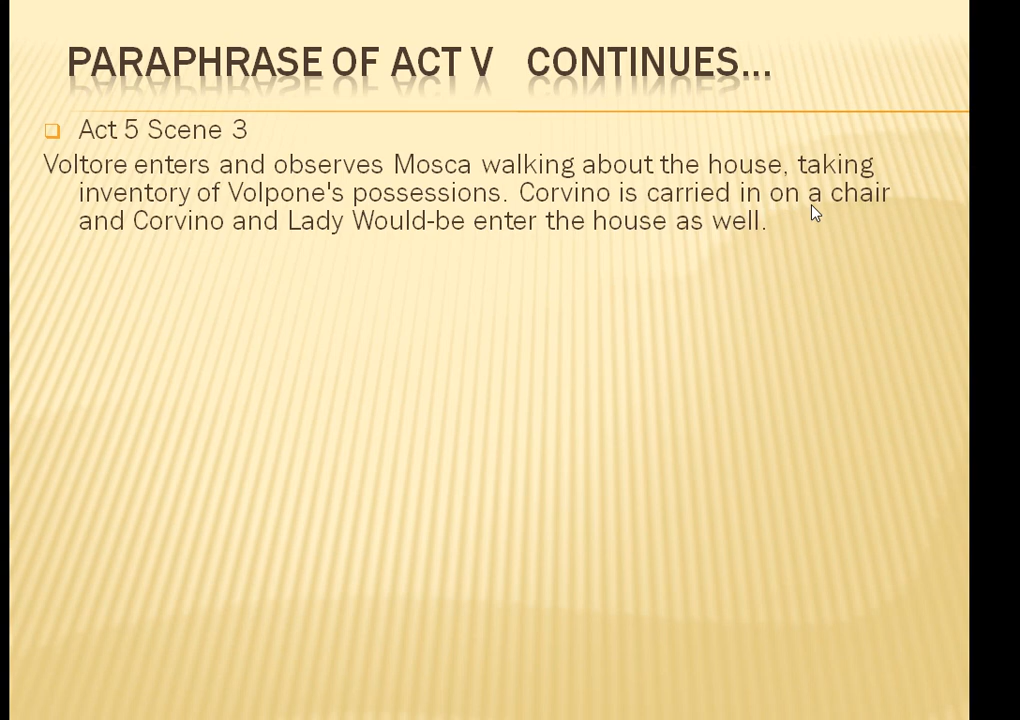 PARAPHRASE OF ACT V CONTINUES...
Act 5 Scene 3
Voltore enters and observes Mosca walking about the house, taking
inventory of Volpone's possessions. Corvino is carried in on a chair
and Corvino and Lady Would-be enter the house as well.